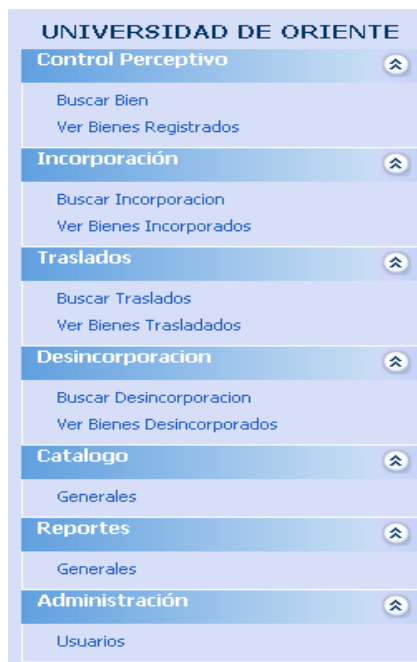 UNIVERSIDAD DE ORIENTE
Control Perceptivo
Buscar Bien
Ver Bienes Registrados
Incorporación
Buscar Incorporacion
Ver Bienes Incorporados
Traslados
Buscar Traslados
Ver Bienes Trasladados
Desincorporacion
Buscar Desincorporacion
Ver Bienes Desincorporados
Catalogo
Generales
Reportes
Generales
Administración
Usuarios